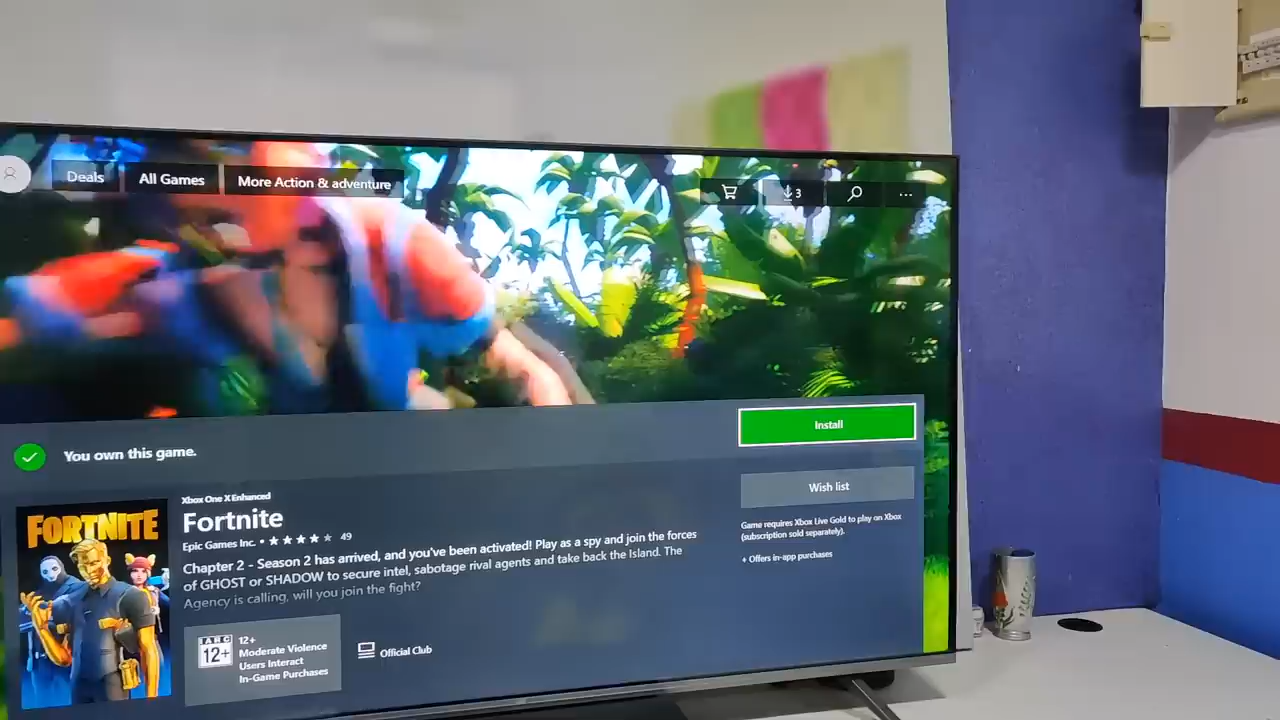 Deals
All Games
More Action & adventure
3
...
You own this game.
Install
Wish list
Game requires Xbox Live Gold to play on Xbox
(subscription sold separately).
+ Offers in-app purchases
FORTNITE
Xbox One X Enhanced
Fortnite
Epic Games Inc. • ★★★★★ 49
Chapter 2 - Season 2 has arrived, and you've been activated! Play as a spy and join the forces
of GHOST or SHADOW to secure intel, sabotage rival agents and take back the Island. The
Agency is calling, will you join the fight?
IARC
12+
12+
Moderate Violence
Users Interact
In-Game Purchases
Official Club